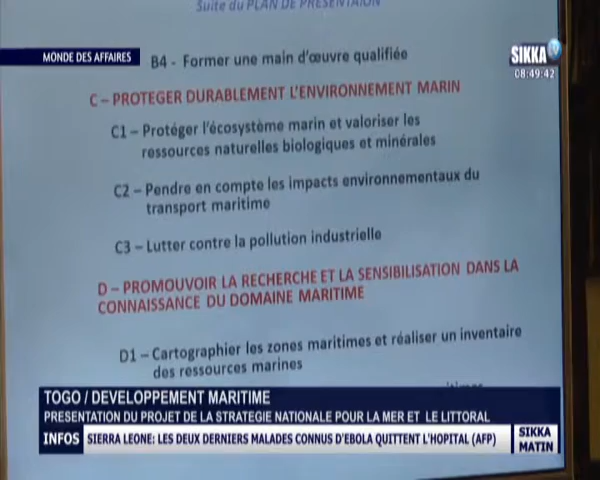 Suite du PLAN DE PRESENTAION
MONDE DES AFFAIRES
B4 - Former une main d'œuvre qualifiée
SIKKA TV
08:49:42
C – PROTEGER DURABLEMENT L'ENVIRONNEMENT MARIN
C1 – Protéger l'écosystème marin et valoriser les
ressources naturelles biologiques et minérales
C2 – Pendre en compte les impacts environnementaux du
transport maritime
C3 – Lutter contre la pollution industrielle
D – PROMOUVOIR LA RECHERCHE ET LA SENSIBILISATION DANS LA
CONNAISSANCE DU DOMAINE MARITIME
D1 – Cartographier les zones maritimes et réaliser un inventaire
des ressources marines
TOGO / DEVELOPPEMENT MARITIME
PRESENTATION DU PROJET DE LA STRATEGIE NATIONALE POUR LA MER ET LE LITTORAL
INFOS
SIERRA LEONE: LES DEUX DERNIERS MALADES CONNUS D'EBOLA QUITTENT L'HOPITAL (AFP)
SIKKA
MATIN